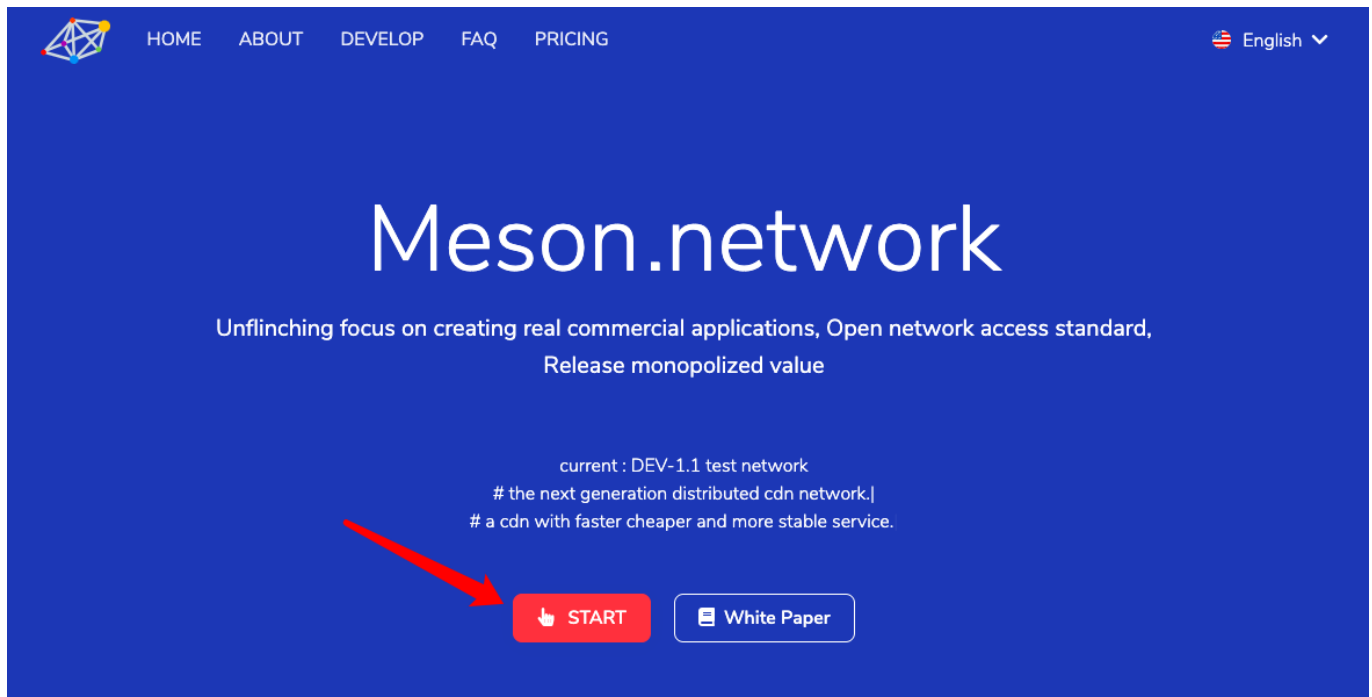 HOME ABOUT DEVELOP FAQ PRICING English
Meson.network
Unflinching focus on creating real commercial applications, Open network access standard,
Release monopolized value
current : DEV-1.1 test network
# the next generation distributed cdn network.|
# a cdn with faster cheaper and more stable service.
START White Paper